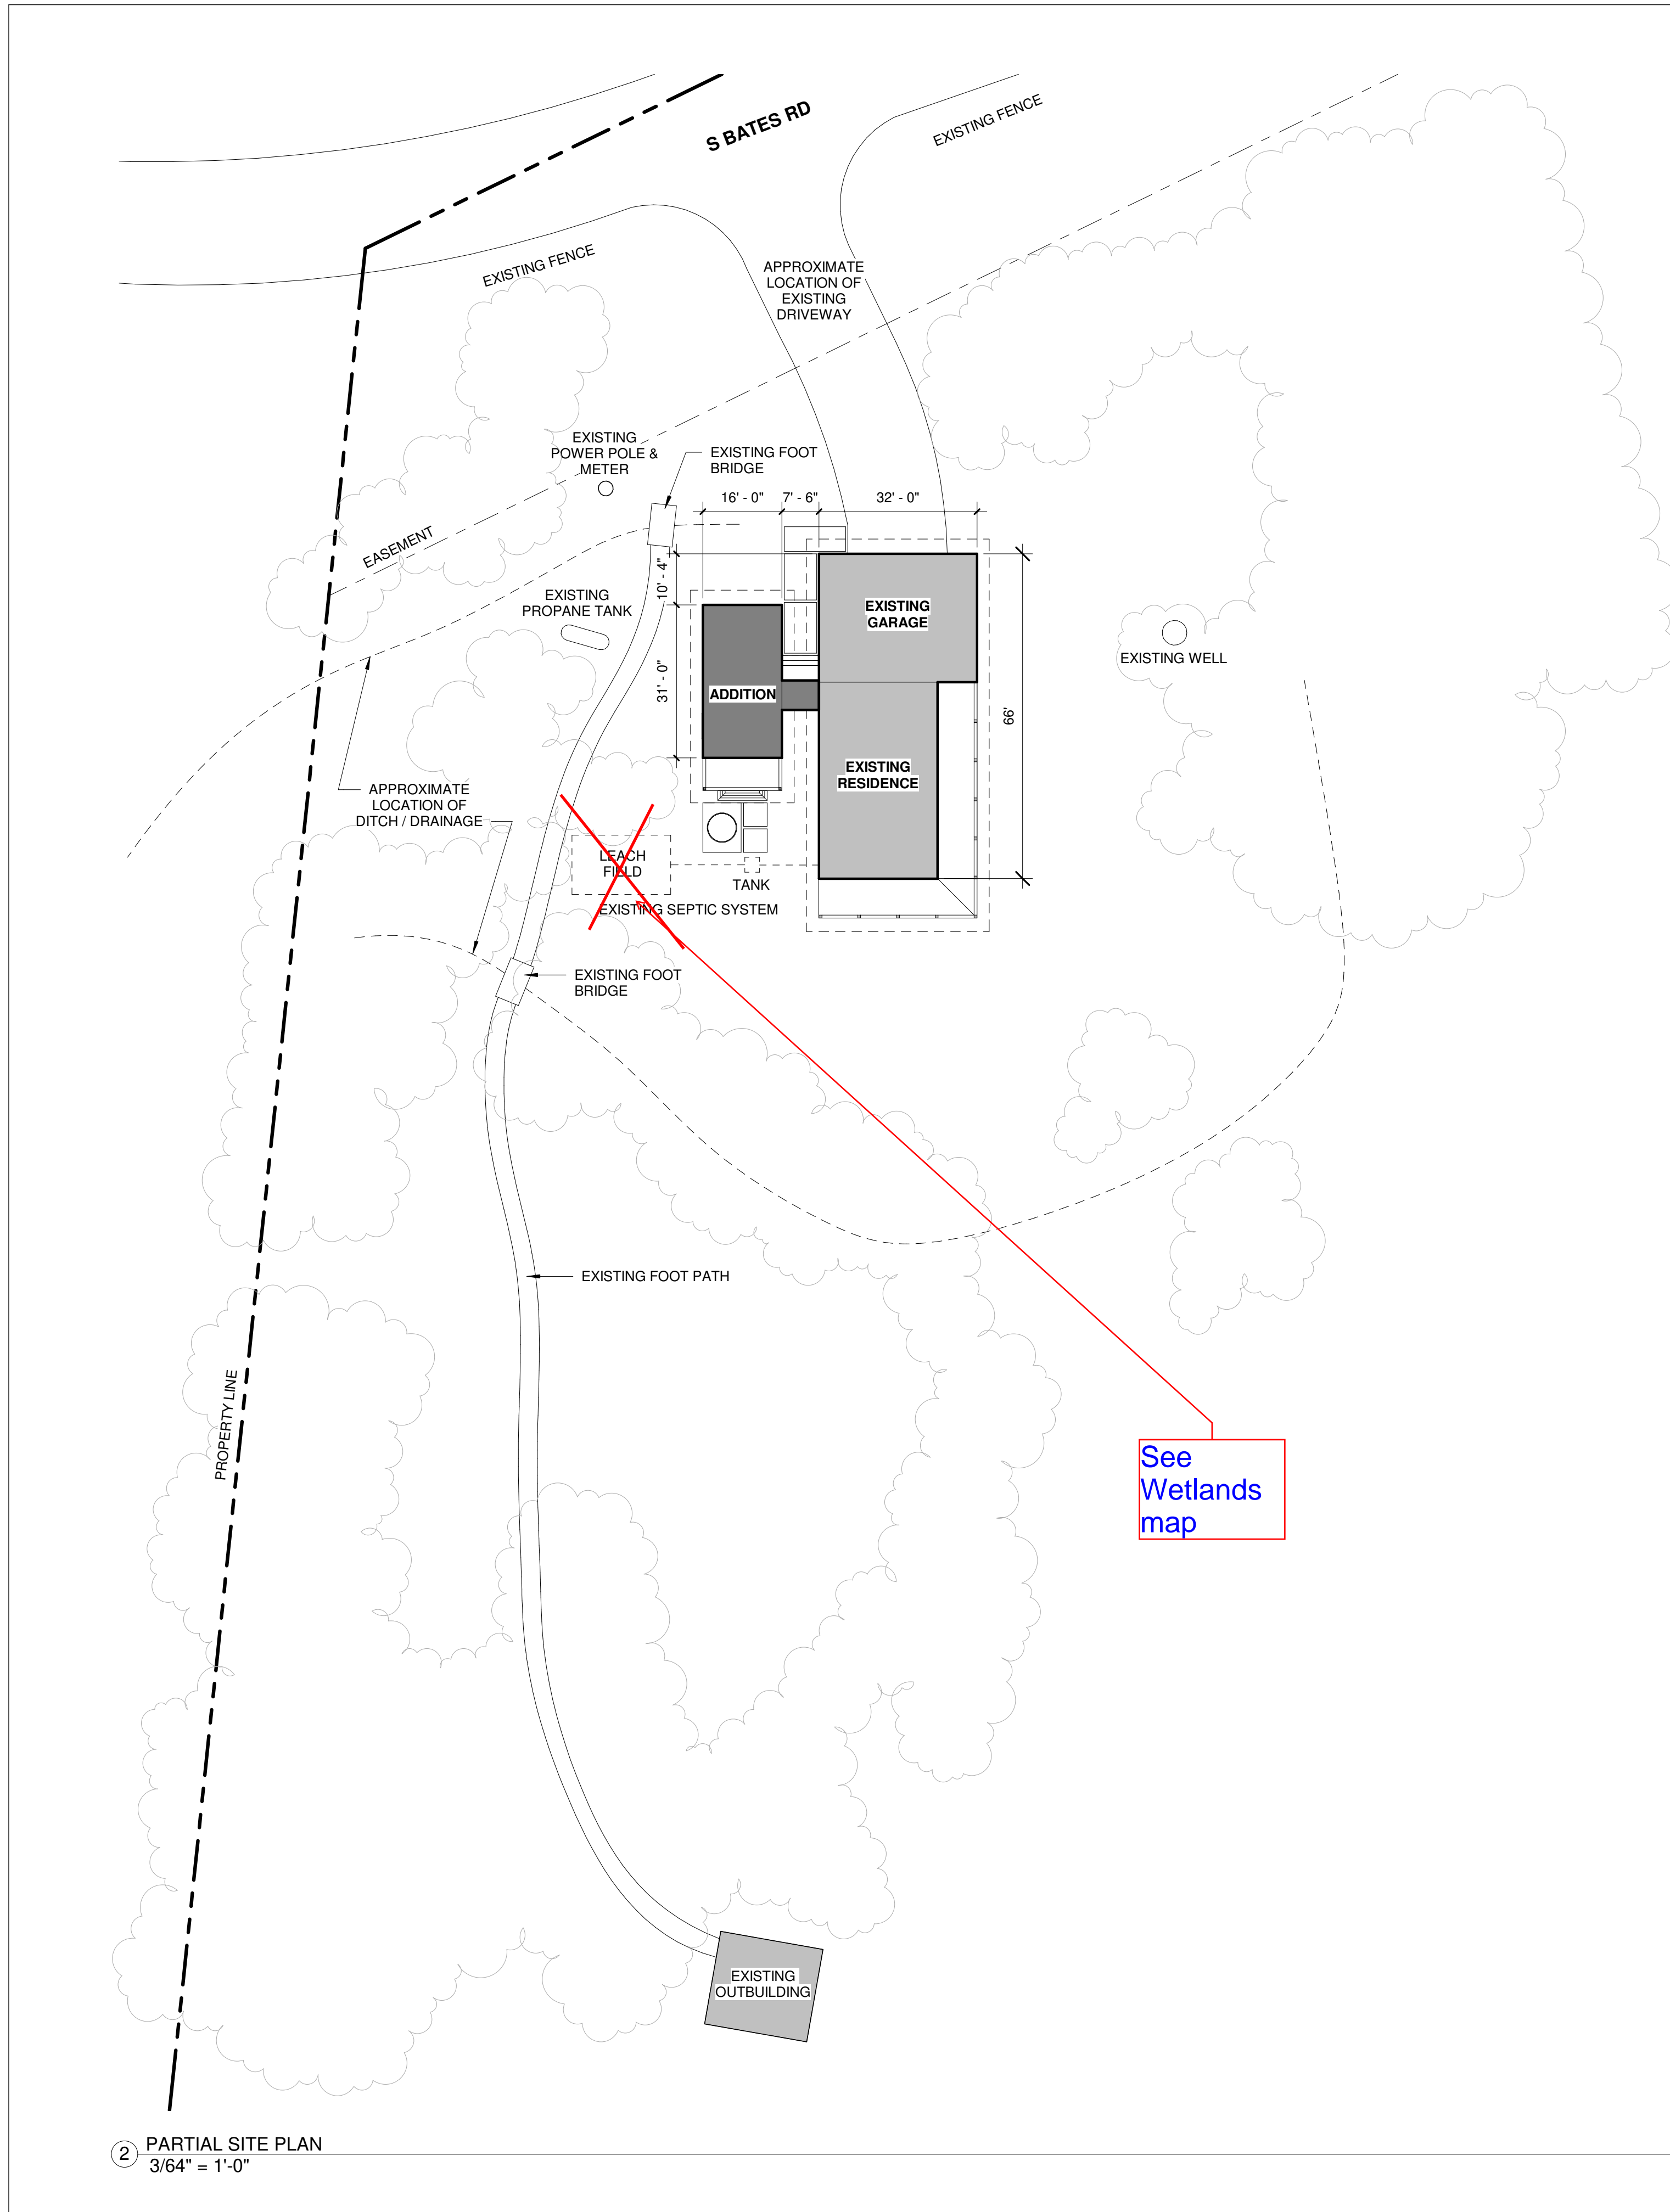 S BATES RD
EXISTING FENCE
EXISTING FENCE
APPROXIMATE
LOCATION OF
EXISTING
DRIVEWAY
EXISTING
POWER POLE &
METER
EXISTING FOOT
BRIDGE
16' - 0"
7' - 6"
32' - 0"
EASEMENT
10' - 4"
EXISTING
PROPANE TANK
EXISTING
GARAGE
EXISTING WELL
31' - 0"
ADDITION
66'
EXISTING
RESIDENCE
APPROXIMATE
LOCATION OF
DITCH / DRAINAGE
LEACH
FIELD
TANK
EXISTING SEPTIC SYSTEM
EXISTING FOOT
BRIDGE
EXISTING FOOT PATH
PROPERTY LINE
See
Wetlands
map
EXISTING
OUTBUILDING
2
PARTIAL SITE PLAN
3/64" = 1'-0"